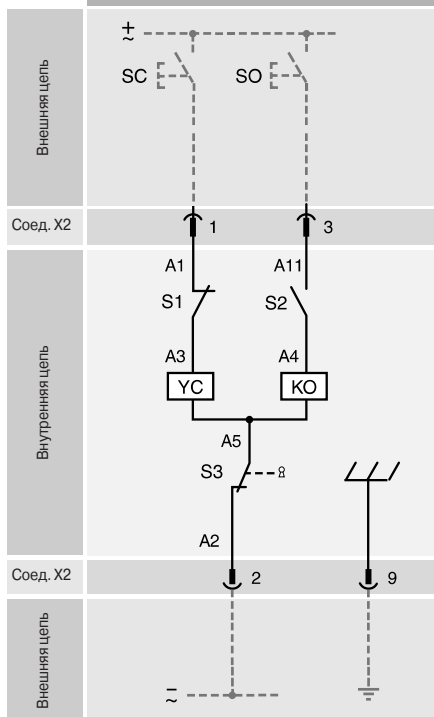 Внешняя цепь
+
~
SC
SO
Соед. X2
1
3
Внутренняя цепь
A1
A11
S1
S2
A3
A4
YC
KO
A5
S3
A2
Соед. X2
2
9
Внешняя цепь
–
~